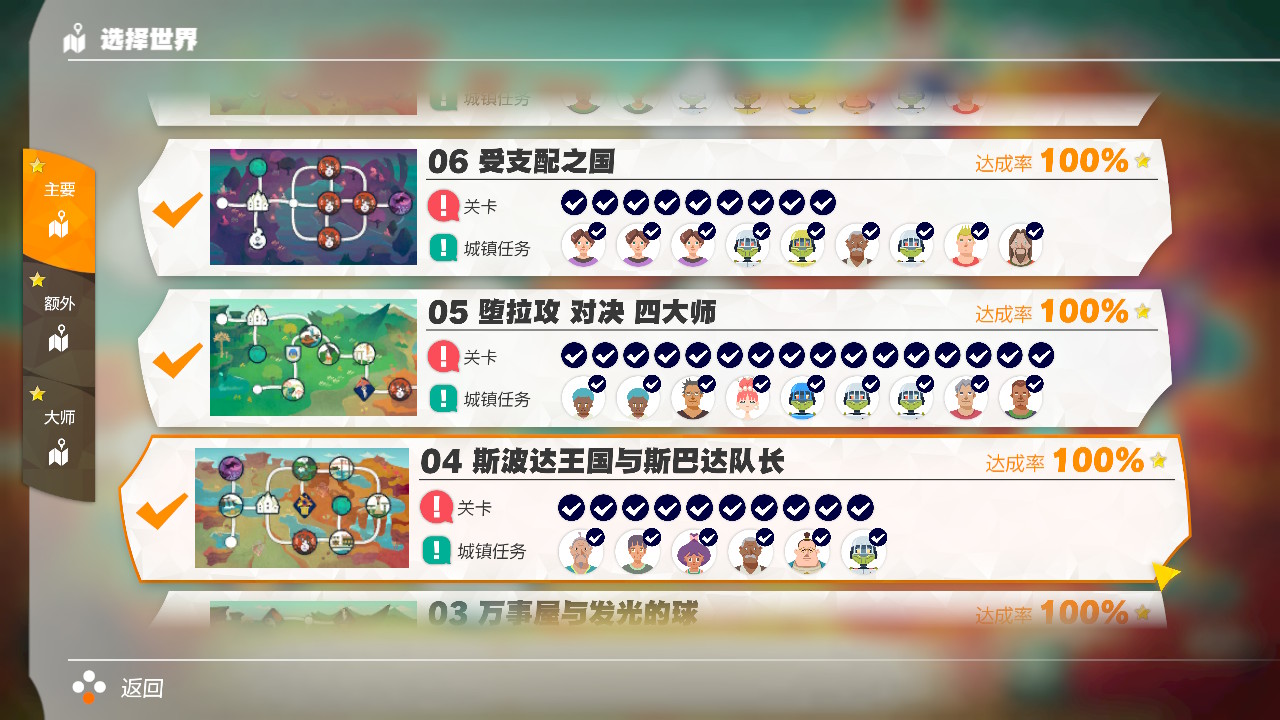 选择世界
城镇任务
主要
额外
大师
06 受支配之国
达成率 100%
关卡
城镇任务
05 堕拉攻 对决 四大师
达成率 100%
关卡
城镇任务
04 斯波达王国与斯巴达队长
达成率 100%
关卡
城镇任务
03 万事屋与发光的球
达成率 100%
返回